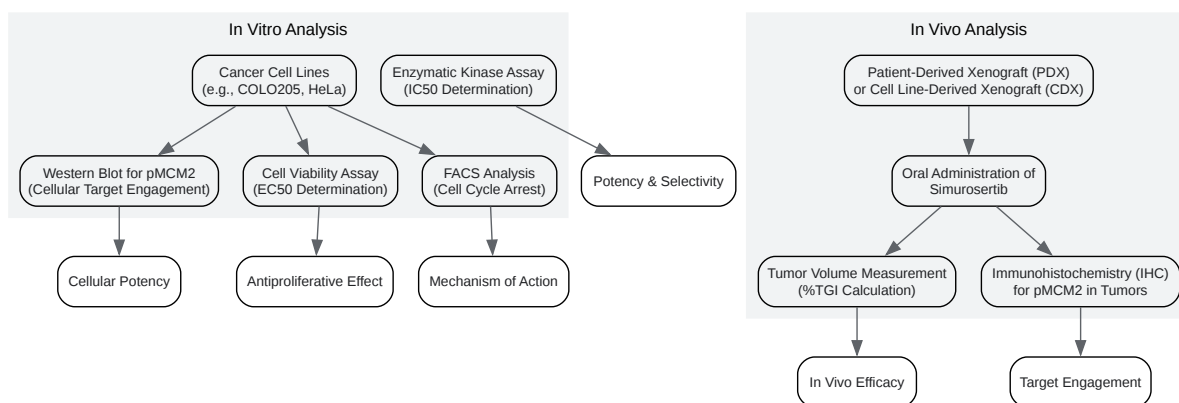 In Vitro Analysis
Cancer Cell Lines
(e.g., COLO205, HeLa)
Enzymatic Kinase Assay
(IC50 Determination)
Western Blot for pMCM2
(Cellular Target Engagement)
Cell Viability Assay
(EC50 Determination)
FACS Analysis
(Cell Cycle Arrest)
Potency & Selectivity
Cellular Potency
Antiproliferative Effect
Mechanism of Action
In Vivo Analysis
Patient-Derived Xenograft (PDX)
or Cell Line-Derived Xenograft (CDX)
Oral Administration of
Simurosertib
Tumor Volume Measurement
(%TGI Calculation)
Immunohistochemistry (IHC)
for pMCM2 in Tumors
In Vivo Efficacy
Target Engagement